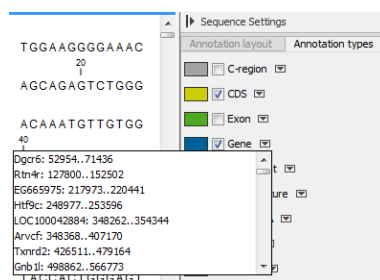 Sequence Settings
TGGAAGGGGAAAC
Annotation layout Annotation types
20
C-region
AGCAGAGTCTGGG
CDS
ACAAATGTTGTGG
Exon
40
Gene
Dgcr6: 52954..71436
Rtn4r: 127800..152502
EG665975: 217973..220441
Htf9c: 248977..253596
LOC100042884: 348262..354344
Arvcf: 348368..407170
Txnrd2: 426511..479164
Gnb1l: 498862..566773